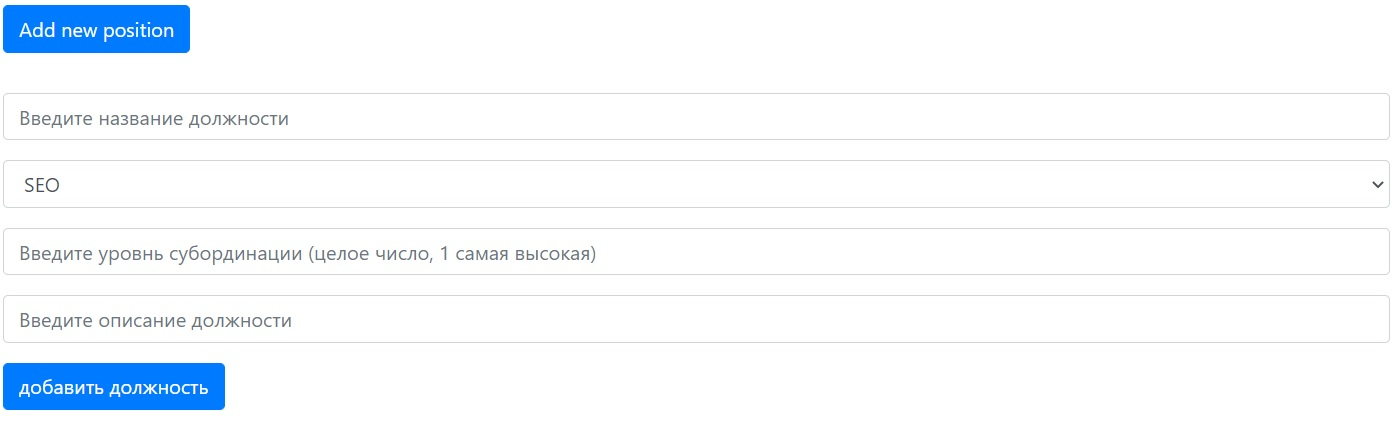 Add new position
Введите название должности
SEO
Введите уровнь субординации (целое число, 1 самая высокая)
Введите описание должности
добавить должность